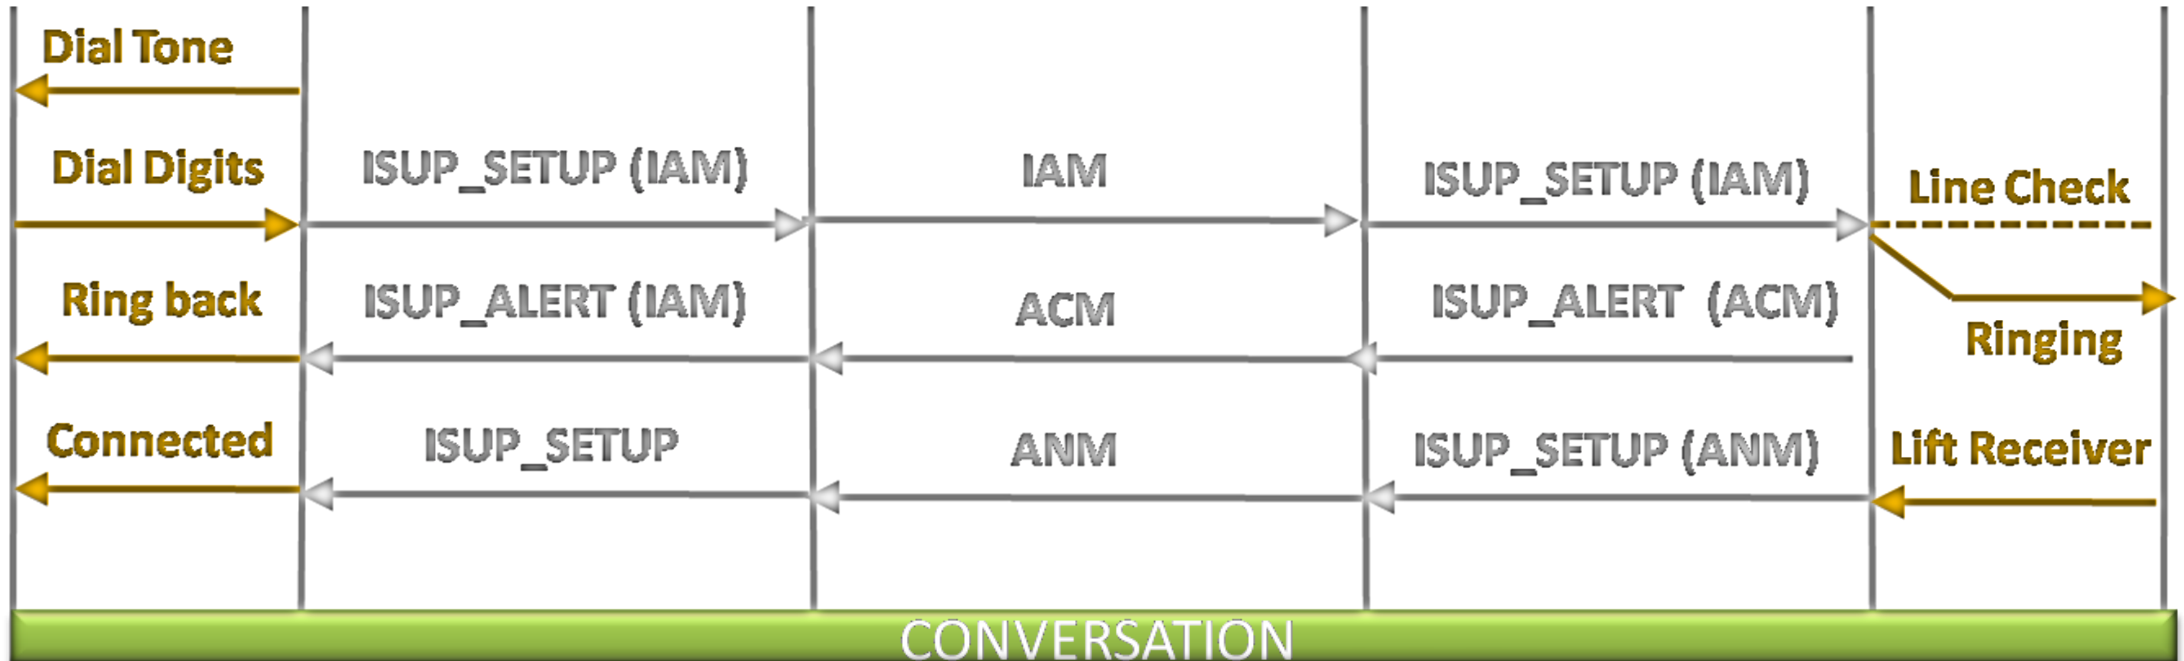 Dial Tone
Dial Digits
ISUP_SETUP (IAM)
IAM
ISUP_SETUP (IAM)
Line Check
Ring back
ISUP_ALERT (IAM)
ACM
ISUP_ALERT (ACM)
Ringing
Connected
ISUP_SETUP
ANM
ISUP_SETUP (ANM)
Lift Receiver
CONVERSATION